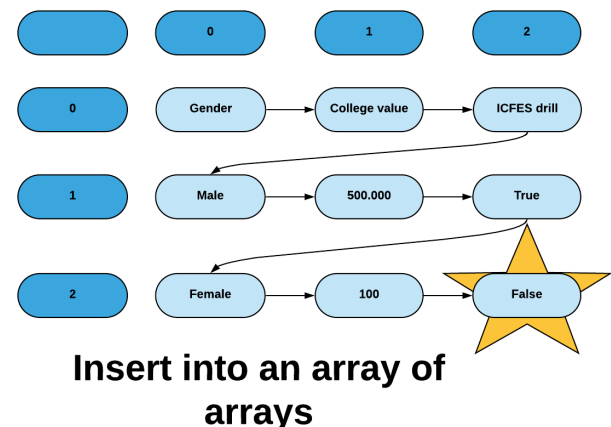 0 1 2
0 Gender College value ICFES drill
1 Male 500.000 True
2 Female 100 False
Insert into an array of
arrays